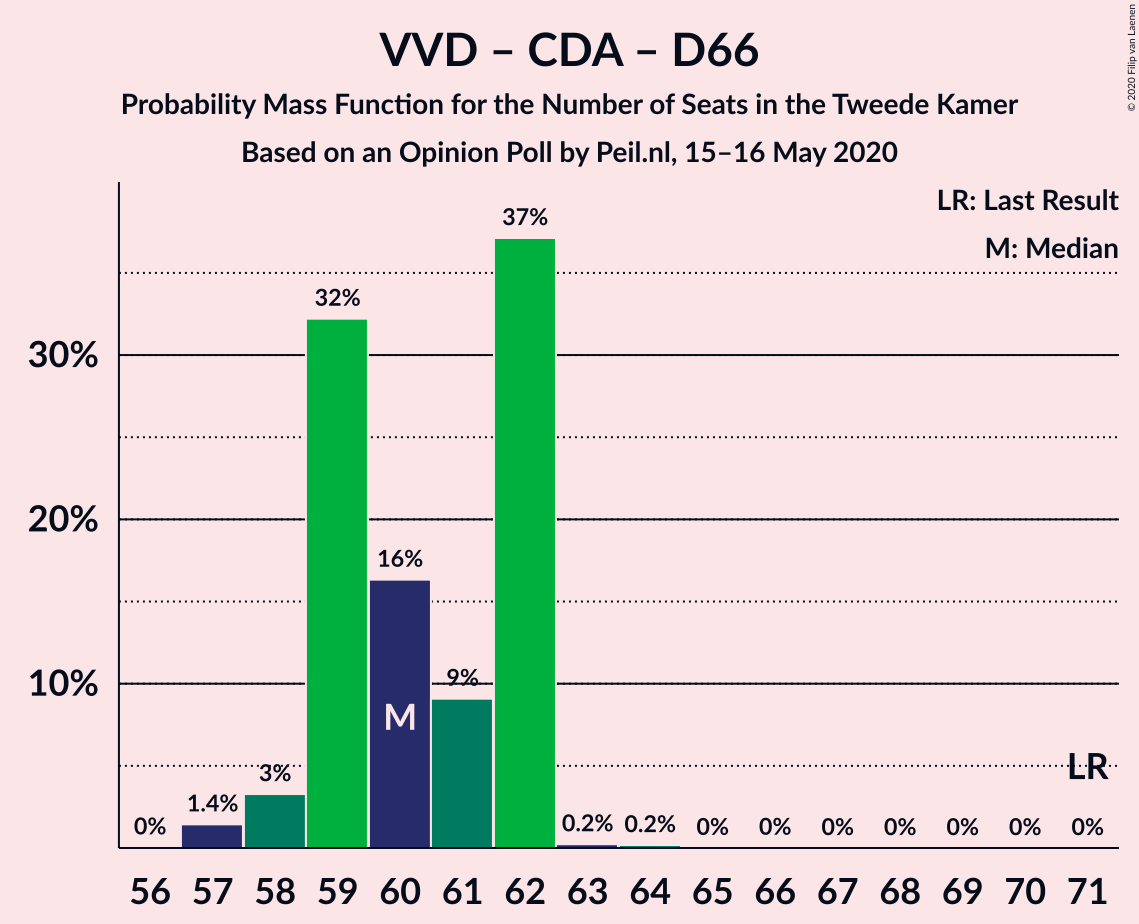 VVD – CDA – D66
Probability Mass Function for the Number of Seats in the Tweede Kamer
Based on an Opinion Poll by Peil.nl, 15–16 May 2020
© 2020 Filip van Laenen
LR: Last Result
M: Median
37%
32%
30%
20%
16%
10%
9%
M
LR
3%
1.4%
0%
0.2%
0.2%
0%
0%
0%
0%
0%
0%
0%
56 57 58 59 60 61 62 63 64 65 66 67 68 69 70 71